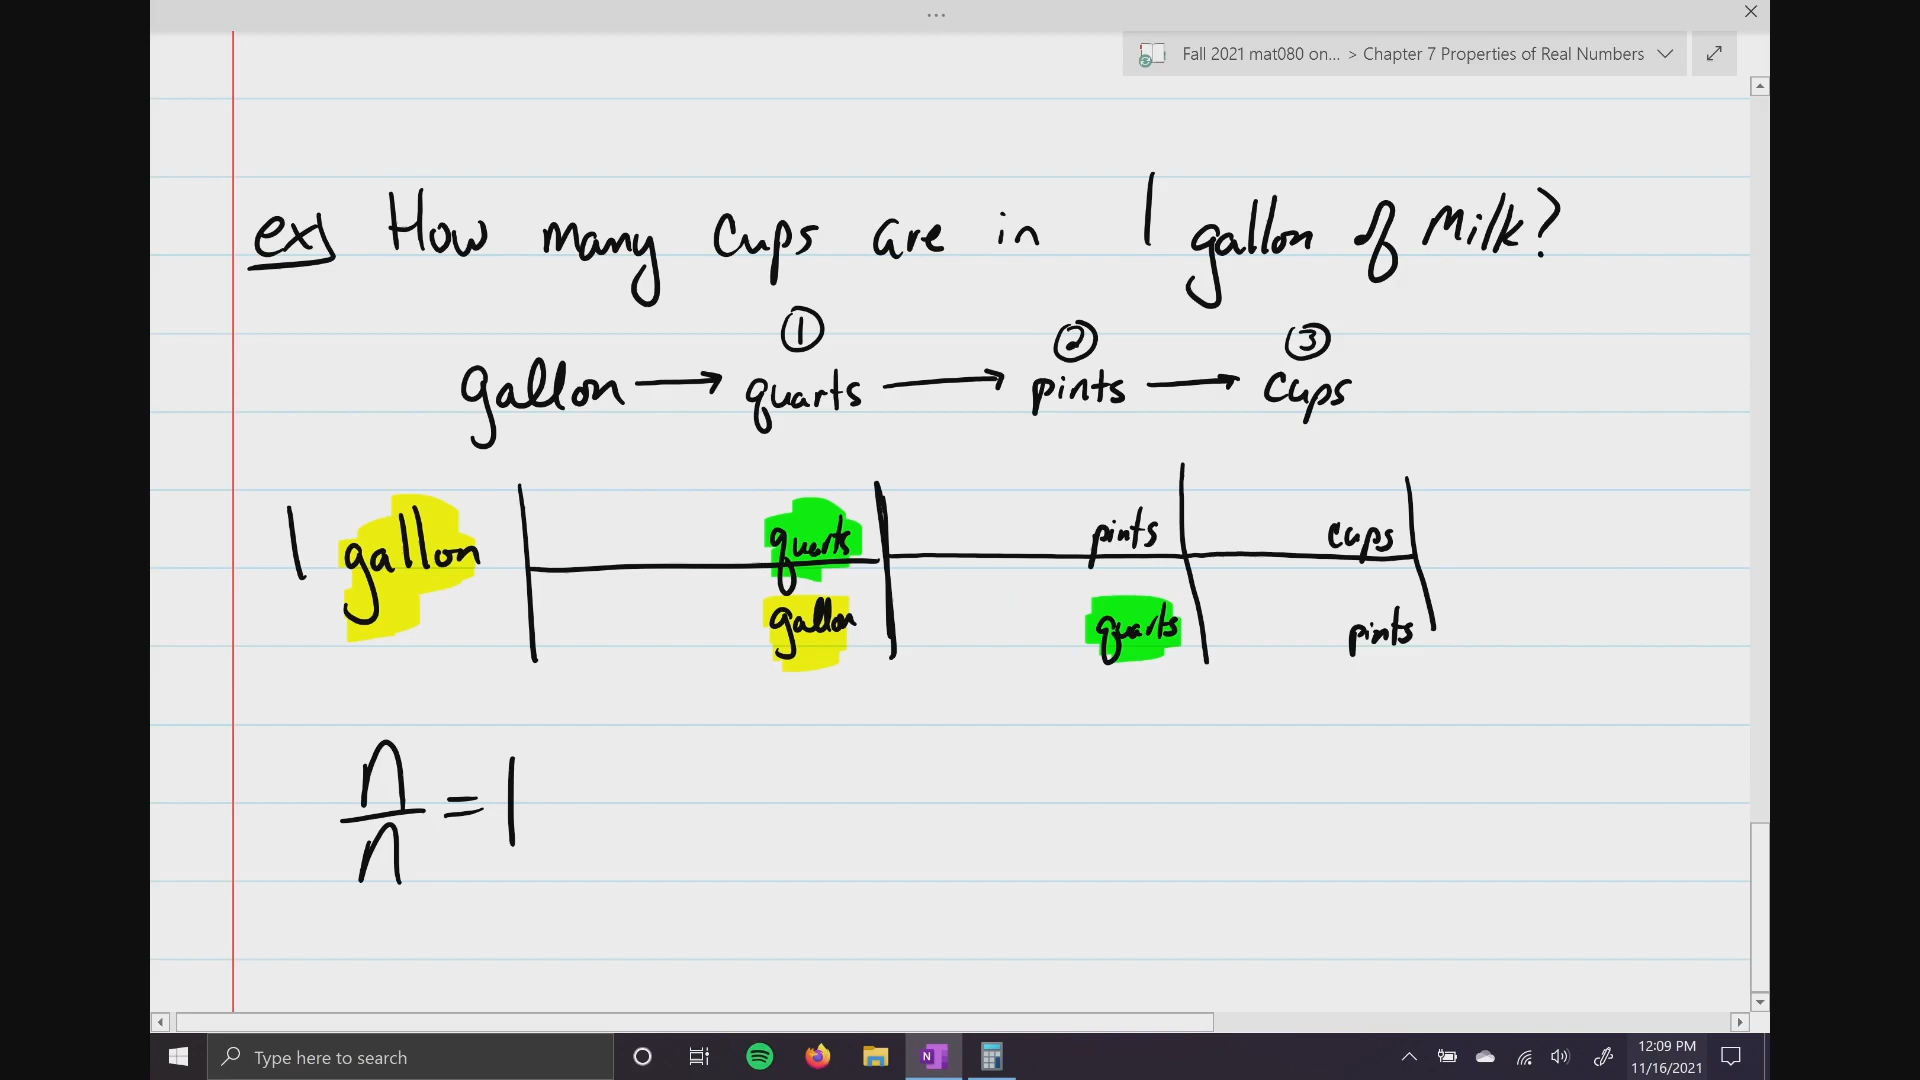 ...
Fall 2021 mat080 on... > Chapter 7 Properties of Real Numbers
ex) How many cups are in 1 gallon of Milk?
① ② ③
gallon → quarts → pints → cups
1 gallon quarts pints cups
gallon quarts pints
n
n = 1
Type here to search
12:09 PM
11/16/2021